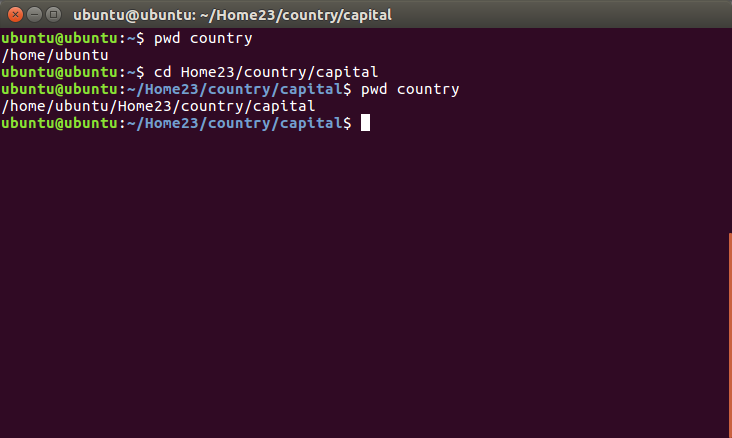 ubuntu@ubuntu: ~/Home23/country/capital
ubuntu@ubuntu:~$ pwd country
/home/ubuntu
ubuntu@ubuntu:~$ cd Home23/country/capital
ubuntu@ubuntu:~/Home23/country/capital$ pwd country
/home/ubuntu/Home23/country/capital
ubuntu@ubuntu:~/Home23/country/capital$